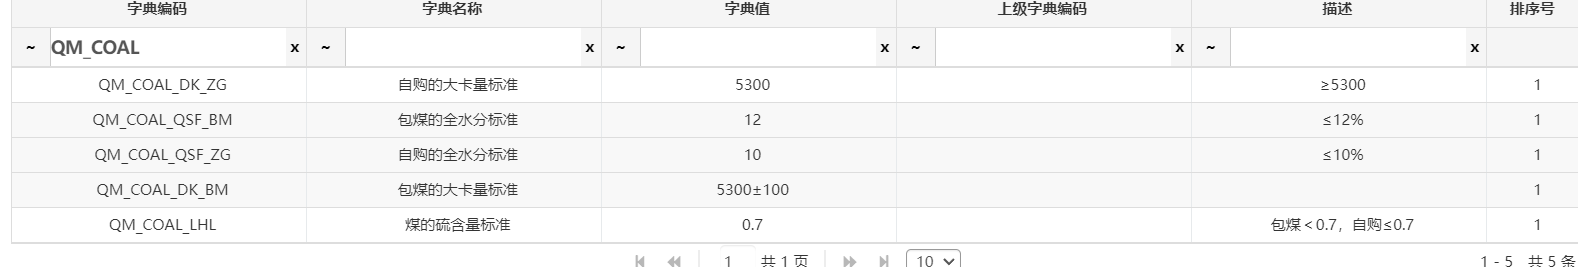 字典编码 字典名称 字典值 上级字典编码 描述 排序号
~ QM_COAL x ~ x ~ x ~ x ~ x
QM_COAL_DK_ZG 自购的大卡量标准 5300 ≥5300 1
QM_COAL_QSF_BM 包煤的全水分标准 12 ≤12% 1
QM_COAL_QSF_ZG 自购的全水分标准 10 ≤10% 1
QM_COAL_DK_BM 包煤的大卡量标准 5300±100 1
QM_COAL_LHL 煤的硫含量标准 0.7 包煤<0.7，自购≤0.7 1
1 共 1 页 10 1 - 5 共 5 条